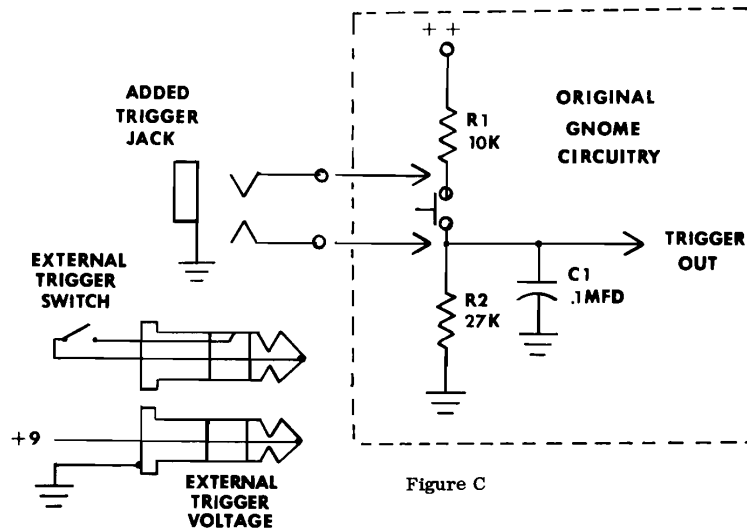 + +
ADDED
TRIGGER
JACK
R1
10K
ORIGINAL
GNOME
CIRCUITRY
TRIGGER
OUT
EXTERNAL
TRIGGER
SWITCH
R2
27K
C1
.1MFD
+9
EXTERNAL
TRIGGER
VOLTAGE
Figure C